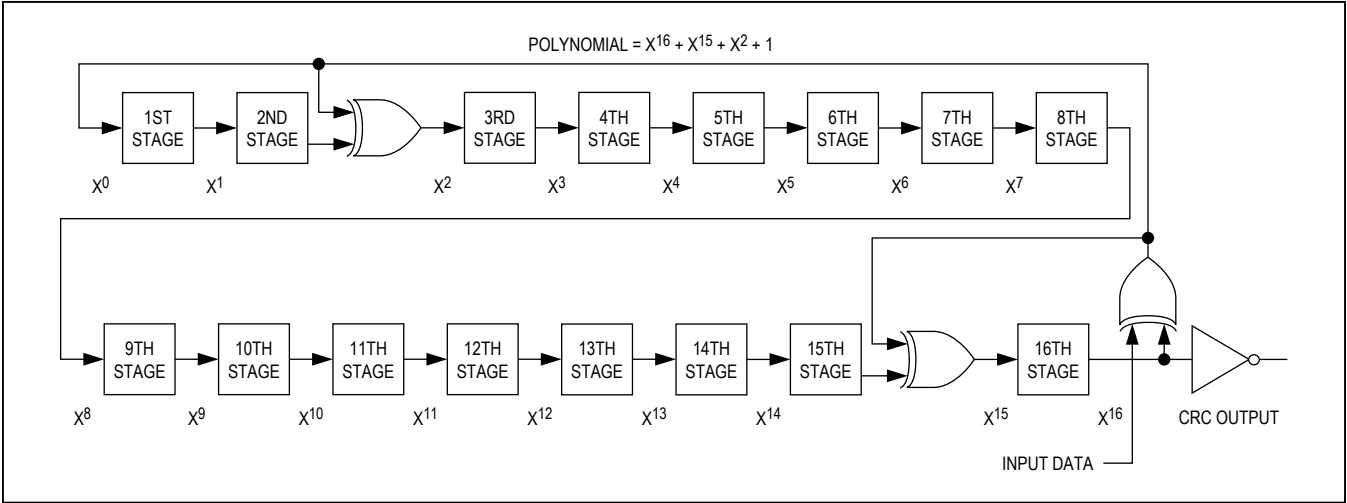 POLYNOMIAL = X16 + X15 + X2 + 1
1ST STAGE
2ND STAGE
3RD STAGE
4TH STAGE
5TH STAGE
6TH STAGE
7TH STAGE
8TH STAGE
X0 X1 X2 X3 X4 X5 X6 X7
9TH STAGE
10TH STAGE
11TH STAGE
12TH STAGE
13TH STAGE
14TH STAGE
15TH STAGE
16TH STAGE
X8 X9 X10 X11 X12 X13 X14 X15 X16 CRC OUTPUT
INPUT DATA